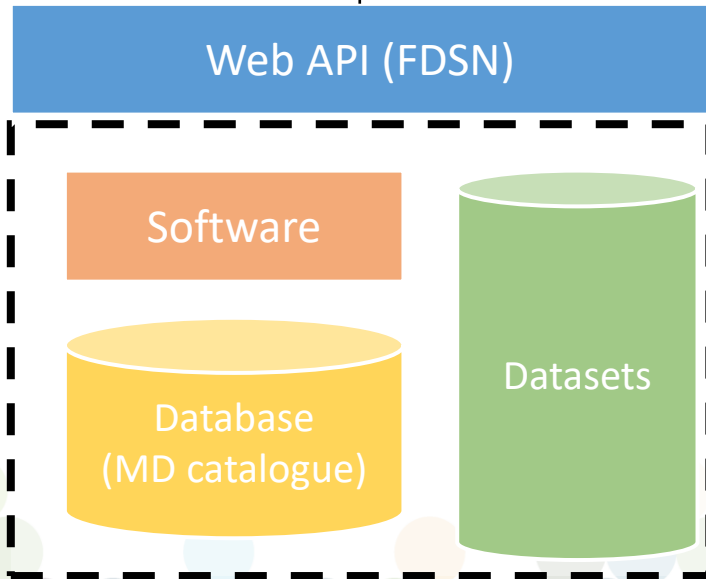 Web API (FDSN)
Software
Database
(MD catalogue)
Datasets